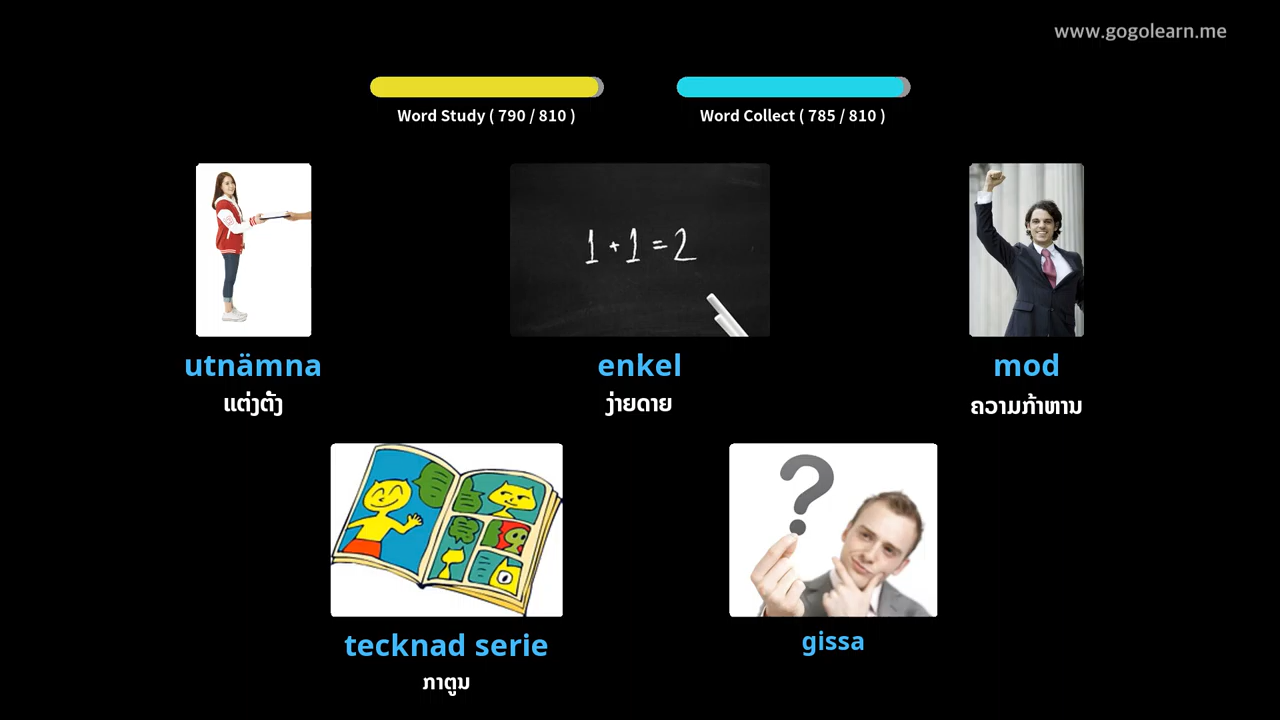 www.gogolearn.me
Word Study ( 790 / 810 )
Word Collect ( 785 / 810 )
1 + 1 = 2
utnämna
ແຕ່ງຕັ້ງ
enkel
ງ່າຍດາຍ
mod
ຄວາມກ້າຫານ
tecknad serie
ກາຕູນ
?
gissa